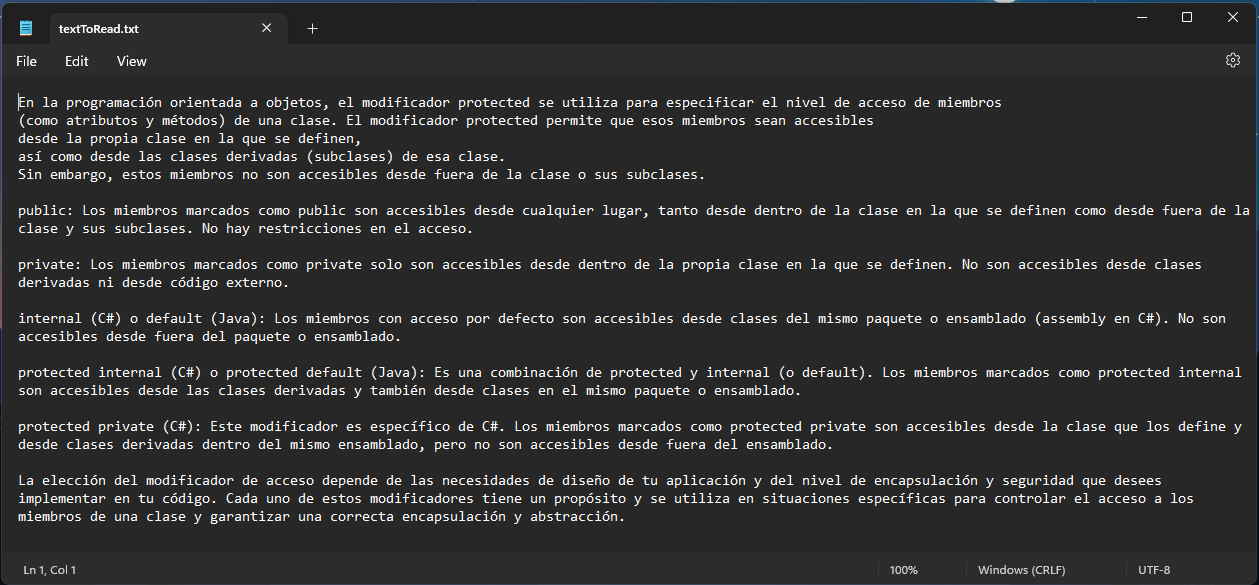 textToRead.txt
File Edit View
En la programación orientada a objetos, el modificador protected se utiliza para especificar el nivel de acceso de miembros
(como atributos y métodos) de una clase. El modificador protected permite que esos miembros sean accesibles
desde la propia clase en la que se definen,
así como desde las clases derivadas (subclases) de esa clase.
Sin embargo, estos miembros no son accesibles desde fuera de la clase o sus subclases.
public: Los miembros marcados como public son accesibles desde cualquier lugar, tanto desde dentro de la clase en la que se definen como desde fuera de la
clase y sus subclases. No hay restricciones en el acceso.
private: Los miembros marcados como private solo son accesibles desde dentro de la propia clase en la que se definen. No son accesibles desde clases
derivadas ni desde código externo.
internal (C#) o default (Java): Los miembros con acceso por defecto son accesibles desde clases del mismo paquete o ensamblado (assembly en C#). No son
accesibles desde fuera del paquete o ensamblado.
protected internal (C#) o protected default (Java): Es una combinación de protected y internal (o default). Los miembros marcados como protected internal
son accesibles desde las clases derivadas y también desde clases en el mismo paquete o ensamblado.
protected private (C#): Este modificador es específico de C#. Los miembros marcados como protected private son accesibles desde la clase que los define y
desde clases derivadas dentro del mismo ensamblado, pero no son accesibles desde fuera del ensamblado.
La elección del modificador de acceso depende de las necesidades de diseño de tu aplicación y del nivel de encapsulación y seguridad que desees
implementar en tu código. Cada uno de estos modificadores tiene un propósito y se utiliza en situaciones específicas para controlar el acceso a los
miembros de una clase y garantizar una correcta encapsulación y abstracción.
Ln 1, Col 1 100% Windows (CRLF) UTF-8